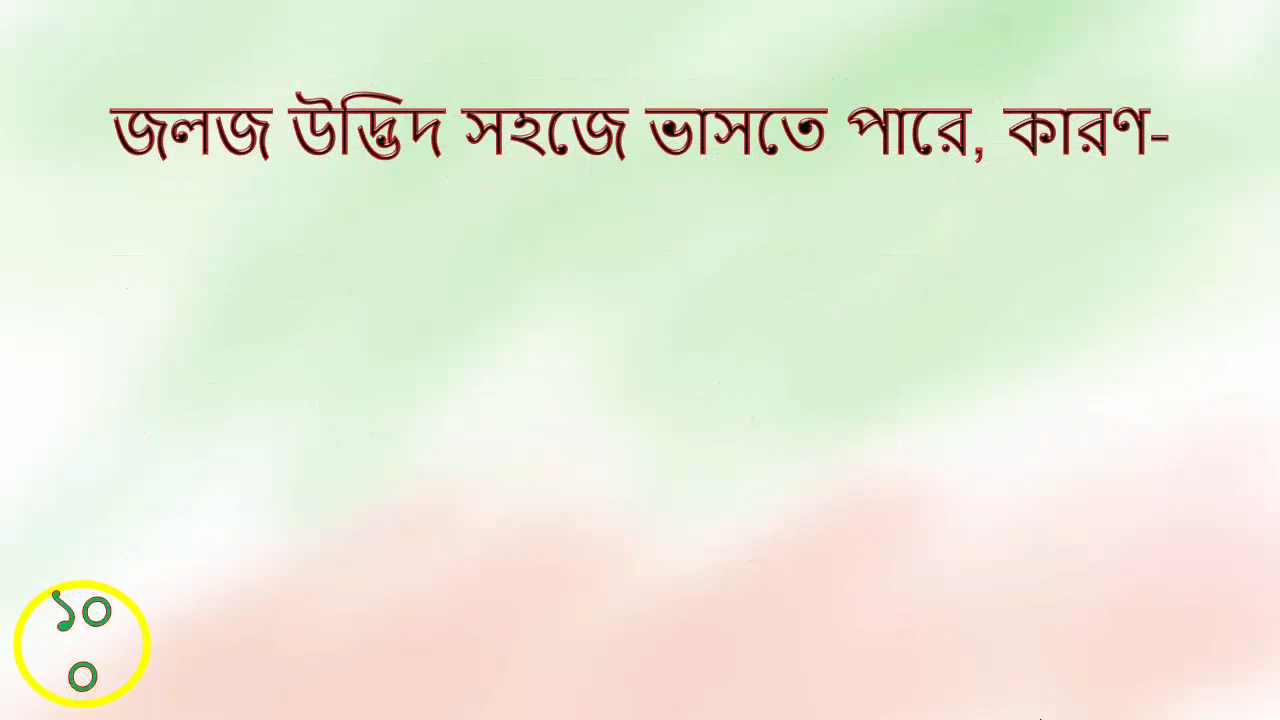 জলজ উদ্ভিদ সহজে ভাসতে পারে, কারণ-
১০
০